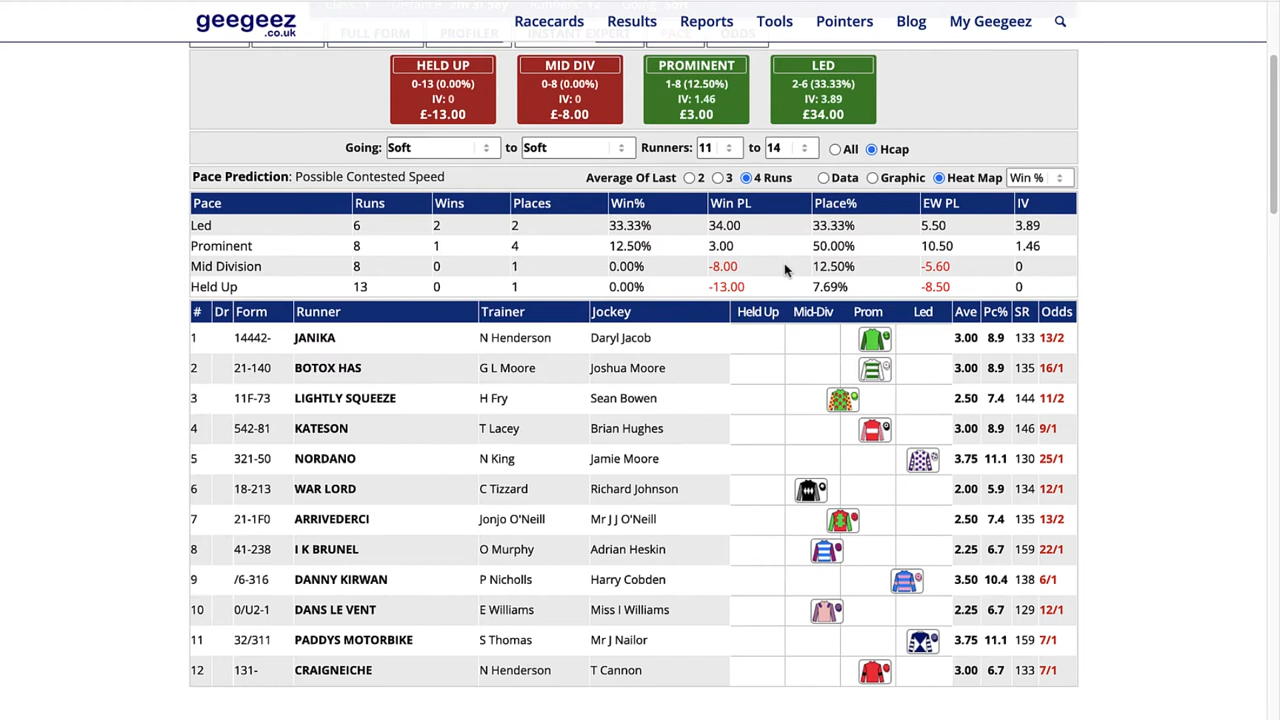 geegeez
.co.uk
Racecards Results Reports Tools Pointers Blog My Geegeez
FULL FORM PROFILER INSTANT EXPERT PACE ODDS
HELD UP MID DIV PROMINENT LED
0-13 (0.00%) 0-8 (0.00%) 1-8 (12.50%) 2-6 (33.33%)
IV: 0 IV: 0 IV: 1.46 IV: 3.89
£-13.00 £-8.00 £3.00 £34.00
Going: Soft to Soft Runners: 11 to 14 All Hcap
Pace Prediction: Possible Contested Speed Average Of Last 2 3 4 Runs Data Graphic Heat Map Win %
Pace Runs Wins Places Win% Win PL Place% EW PL IV
Led 6 2 2 33.33% 34.00 33.33% 5.50 3.89
Prominent 8 1 4 12.50% 3.00 50.00% 10.50 1.46
Mid Division 8 0 1 0.00% -8.00 12.50% -5.60 0
Held Up 13 0 1 0.00% -13.00 7.69% -8.50 0
# Dr Form Runner Trainer Jockey Held Up Mid-Div Prom Led Ave Pc% SR Odds
1 14442- JANIKA N Henderson Daryl Jacob 3.00 8.9 133 13/2
2 21-140 BOTOX HAS G L Moore Joshua Moore 3.00 8.9 135 16/1
3 11F-73 LIGHTLY SQUEEZE H Fry Sean Bowen 2.50 7.4 144 11/2
4 542-81 KATESON T Lacey Brian Hughes 3.00 8.9 146 9/1
5 321-50 NORDANO N King Jamie Moore 3.75 11.1 130 25/1
6 18-213 WAR LORD C Tizzard Richard Johnson 2.00 5.9 134 12/1
7 21-1F0 ARRIVEDERCI Jonjo O'Neill Mr J J O'Neill 2.50 7.4 135 13/2
8 41-238 I K BRUNEL O Murphy Adrian Heskin 2.25 6.7 159 22/1
9 /6-316 DANNY KIRWAN P Nicholls Harry Cobden 3.50 10.4 138 6/1
10 0/U2-1 DANS LE VENT E Williams Miss I Williams 2.25 6.7 129 12/1
11 32/311 PADDYS MOTORBIKE S Thomas Mr J Nailor 3.75 11.1 159 7/1
12 131- CRAIGNEICHE N Henderson T Cannon 3.00 6.7 133 7/1